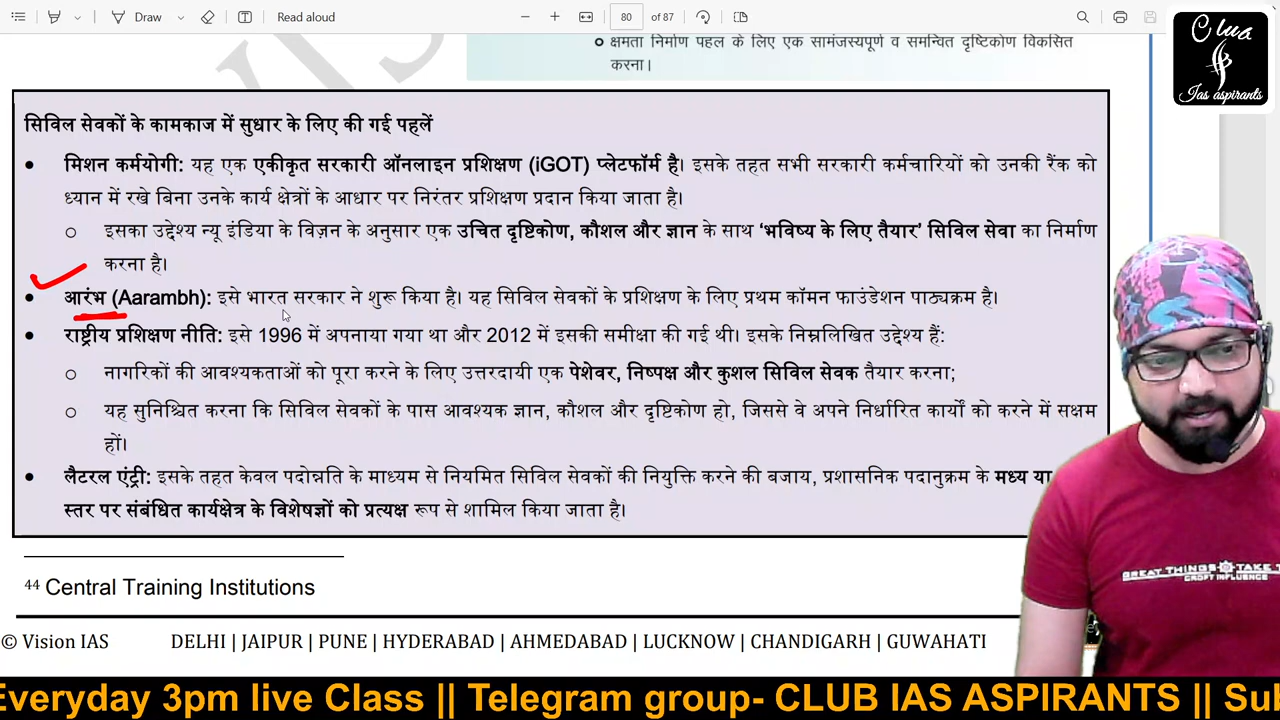 Draw
Read aloud
80 of 87
Clua
Ias aspirants
क्षमता निर्माण पहल के लिए एक सामंजस्यपूर्ण व समन्वित दृष्टिकोण विकसित
करना।
सिविल सेवकों के कामकाज में सुधार के लिए की गई पहलें
• मिशन कर्मयोगी: यह एक एकीकृत सरकारी ऑनलाइन प्रशिक्षण (iGOT) प्लेटफॉर्म है। इसके तहत सभी सरकारी कर्मचारियों को उनकी रैंक को
ध्यान में रखे बिना उनके कार्य क्षेत्रों के आधार पर निरंतर प्रशिक्षण प्रदान किया जाता है।
○ इसका उद्देश्य न्यू इंडिया के विज़न के अनुसार एक उचित दृष्टिकोण, कौशल और ज्ञान के साथ ‘भविष्य के लिए तैयार’ सिविल सेवा का निर्माण
करना है।
• आरंभ (Aarambh): इसे भारत सरकार ने शुरू किया है। यह सिविल सेवकों के प्रशिक्षण के लिए प्रथम कॉमन फाउंडेशन पाठ्यक्रम है।
• राष्ट्रीय प्रशिक्षण नीति: इसे 1996 में अपनाया गया था और 2012 में इसकी समीक्षा की गई थी। इसके निम्नलिखित उद्देश्य हैं:
○ नागरिकों की आवश्यकताओं को पूरा करने के लिए उत्तरदायी एक पेशेवर, निष्पक्ष और कुशल सिविल सेवक तैयार करना;
○ यह सुनिश्चित करना कि सिविल सेवकों के पास आवश्यक ज्ञान, कौशल और दृष्टिकोण हो, जिससे वे अपने निर्धारित कार्यों को करने में सक्षम
हों।
• लैटरल एंट्री: इसके तहत केवल पदोन्नति के माध्यम से नियमित सिविल सेवकों की नियुक्ति करने की बजाय, प्रशासनिक पदानुक्रम के मध्य या
स्तर पर संबंधित कार्यक्षेत्र के विशेषज्ञों को प्रत्यक्ष रूप से शामिल किया जाता है।
44 Central Training Institutions
© Vision IAS DELHI | JAIPUR | PUNE | HYDERABAD | AHMEDABAD | LUCKNOW | CHANDIGARH | GUWAHATI
GREAT THINGS TAKE
CROFT INFLUENCE
Everyday 3pm live Class || Telegram group- CLUB IAS ASPIRANTS || Su